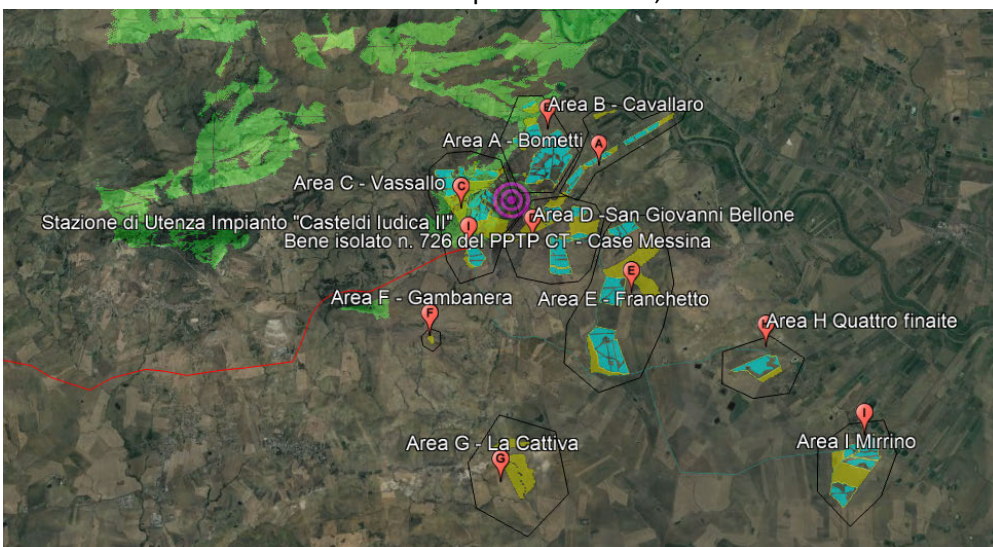 Area B - Cavallaro
Area A - Bometti
A
Area C - Vassallo
C
Area D -San Giovanni Bellone
Stazione di Utenza Impianto "Casteldi Iudica II"
I
Bene isolato n. 726 del PPTP CT - Case Messina
E
Area F - Gambanera
Area E - Franchetto
F
Area H Quattro finaite
I
Area I Mirrino
Area G - La Cattiva
G